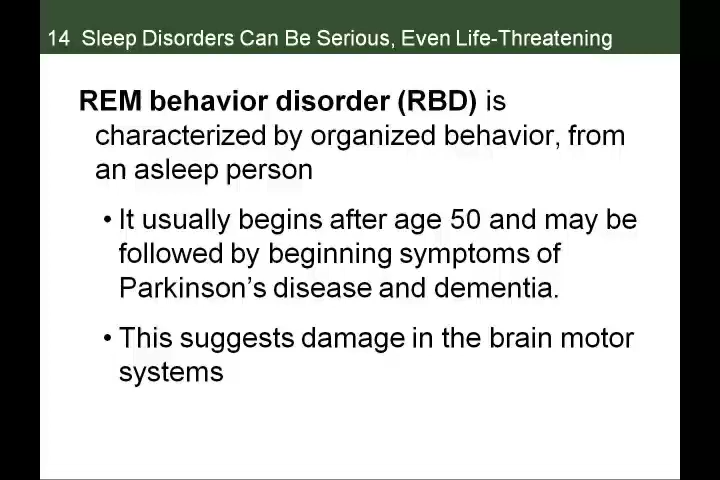 14 Sleep Disorders Can Be Serious, Even Life-Threatening
REM behavior disorder (RBD) is
characterized by organized behavior, from
an asleep person
• It usually begins after age 50 and may be
followed by beginning symptoms of
Parkinson’s disease and dementia.
• This suggests damage in the brain motor
systems